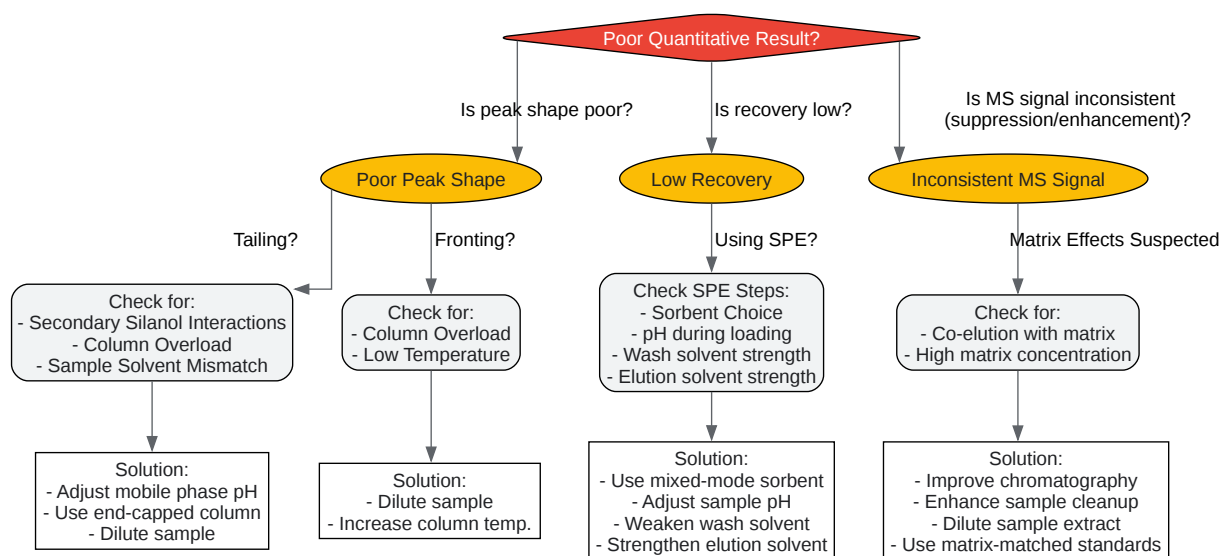 Poor Quantitative Result?
Is peak shape poor?
Is recovery low?
Is MS signal inconsistent
(suppression/enhancement)?
Poor Peak Shape
Low Recovery
Inconsistent MS Signal
Tailing?
Fronting?
Using SPE?
Matrix Effects Suspected
Check for:
- Secondary Silanol Interactions
- Column Overload
- Sample Solvent Mismatch
Check for:
- Column Overload
- Low Temperature
Check SPE Steps:
- Sorbent Choice
- pH during loading
- Wash solvent strength
- Elution solvent strength
Check for:
- Co-elution with matrix
- High matrix concentration
Solution:
- Adjust mobile phase pH
- Use end-capped column
- Dilute sample
Solution:
- Dilute sample
- Increase column temp.
Solution:
- Use mixed-mode sorbent
- Adjust sample pH
- Weaken wash solvent
- Strengthen elution solvent
Solution:
- Improve chromatography
- Enhance sample cleanup
- Dilute sample extract
- Use matrix-matched standards